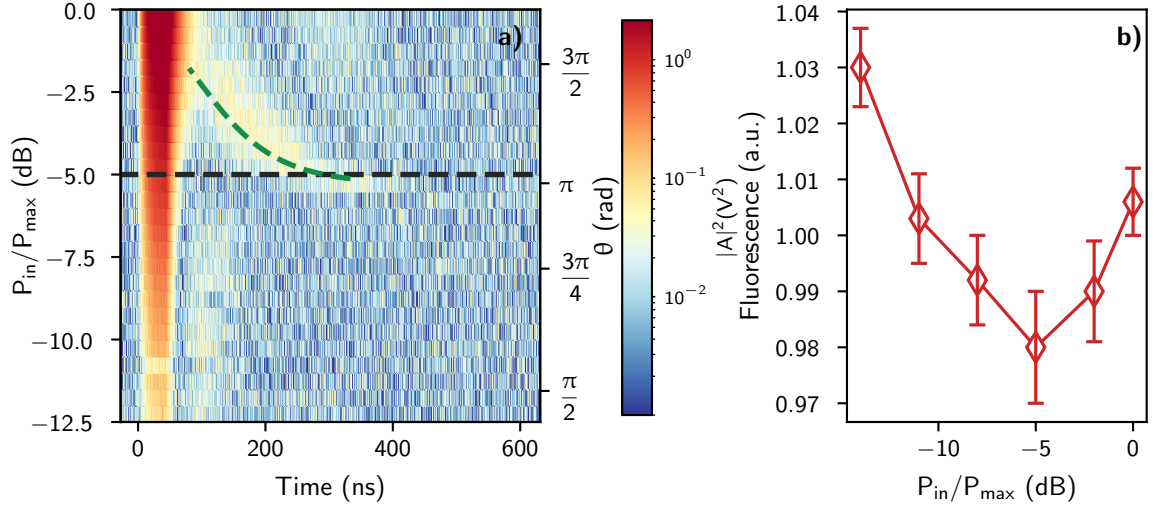 a)
0.0
−2.5
−5.0
−7.5
−10.0
−12.5
P_in/P_max (dB)
0
200
400
600
Time (ns)
3π/2
π
3π/4
π/2
θ (rad)
10^0
10^−1
10^−2
|A|^2(V^2)
b)
1.04
1.03
1.02
1.01
1.00
0.99
0.98
0.97
Fluorescence (a.u.)
−10
−5
0
P_in/P_max (dB)